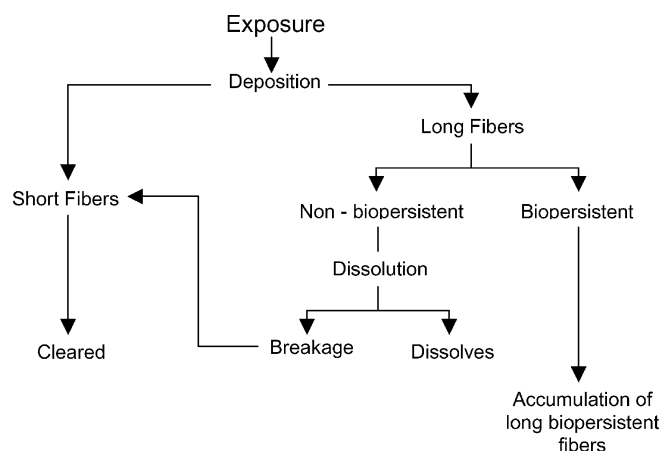 Exposure
Deposition
Long Fibers
Short Fibers
Non - biopersistent
Biopersistent
Dissolution
Cleared
Breakage
Dissolves
Accumulation of
long biopersistent
fibers